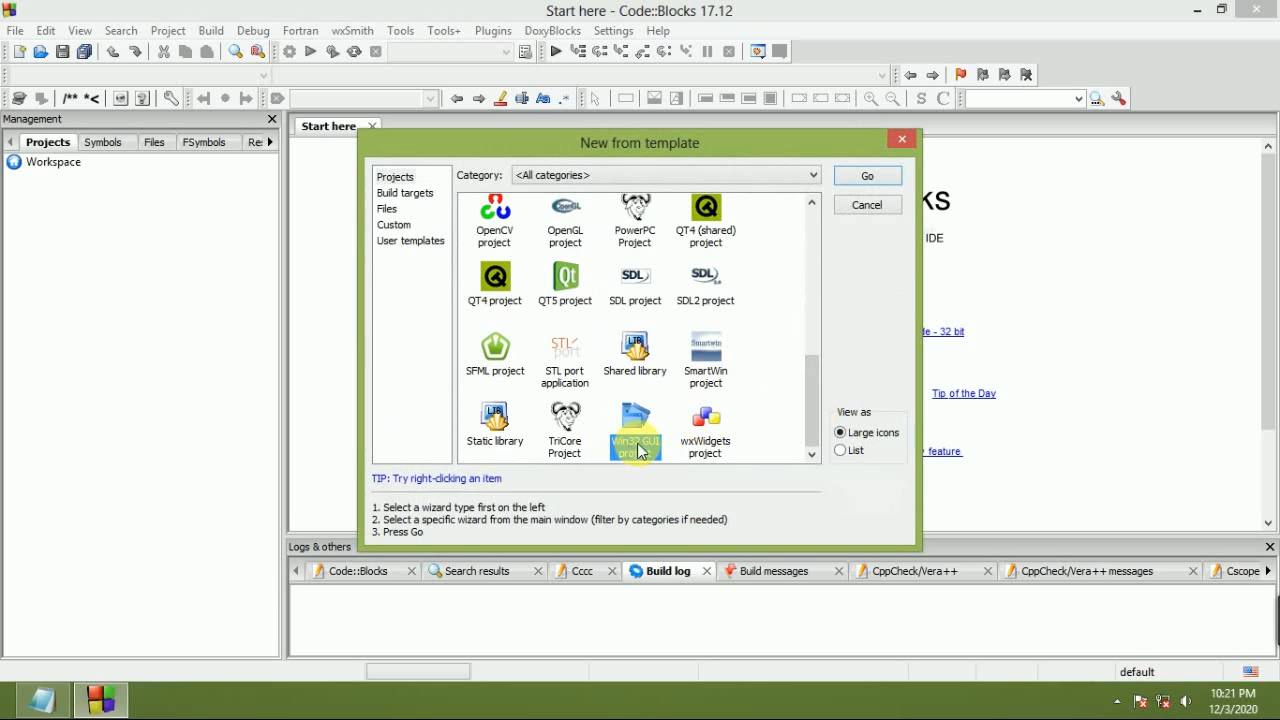 Start here - Code::Blocks 17.12
File Edit View Search Project Build Debug Fortran wxSmith Tools Tools+ Plugins DoxyBlocks Settings Help
/** *<
S C
Management
Projects Symbols Files FSymbols Re
Workspace
Start here
New from template
Projects
Build targets
Files
Custom
User templates
Category: <All categories>
Go
Cancel
OpenCV project
OpenGL project
PowerPC Project
QT4 (shared) project
QT4 project
QT5 project
SDL project
SDL2 project
SFML project
STL port application
Shared library
SmartWin project
Static library
TriCore Project
Win32 GUI project
wxWidgets project
View as
Large icons
List
TIP: Try right-clicking an item
1. Select a wizard type first on the left
2. Select a specific wizard from the main window (filter by categories if needed)
3. Press Go
IDE
- 32 bit
Tip of the Day
feature
Logs & others
Code::Blocks Search results Cccc Build log Build messages CppCheck/Vera++ CppCheck/Vera++ messages Cscope
default
10:21 PM
12/3/2020